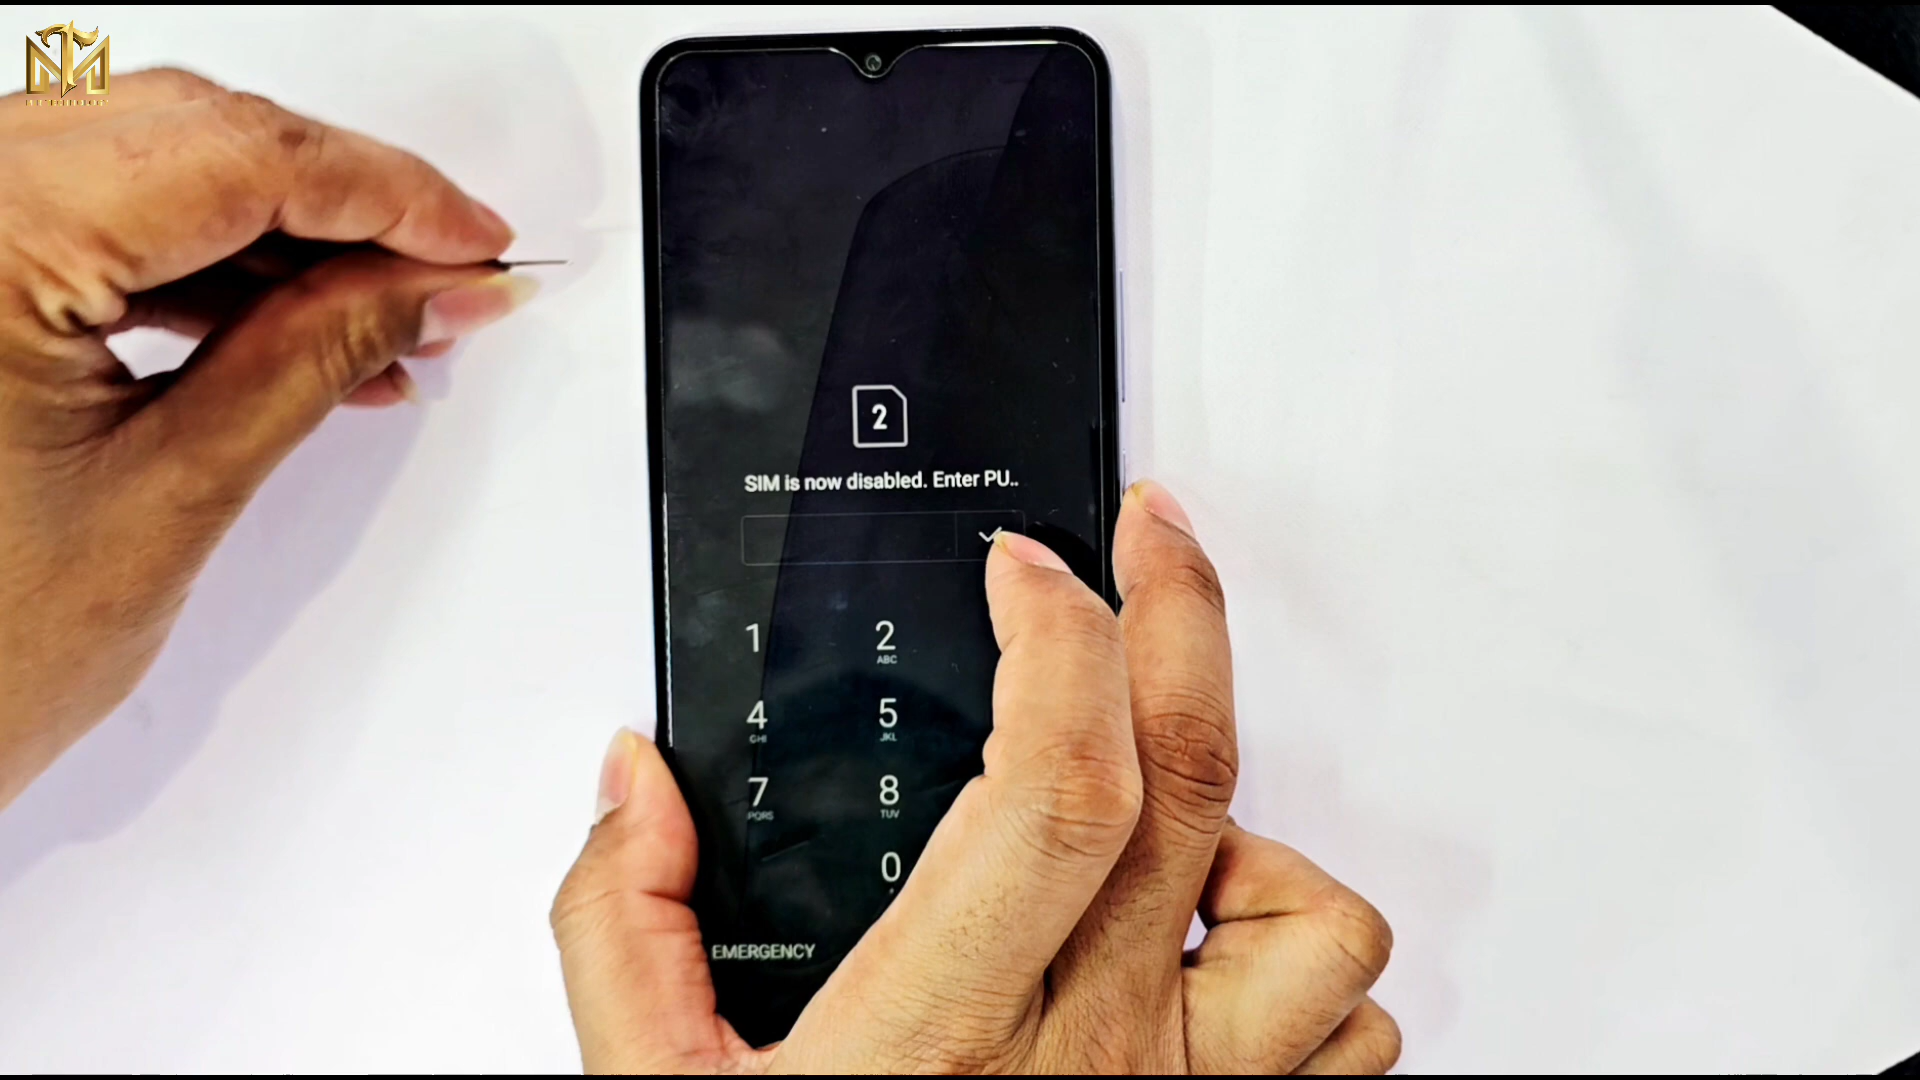 2
SIM is now disabled. Enter PU..
1
2
ABC
4
GHI
5
JKL
7
PQRS
8
TUV
0
EMERGENCY